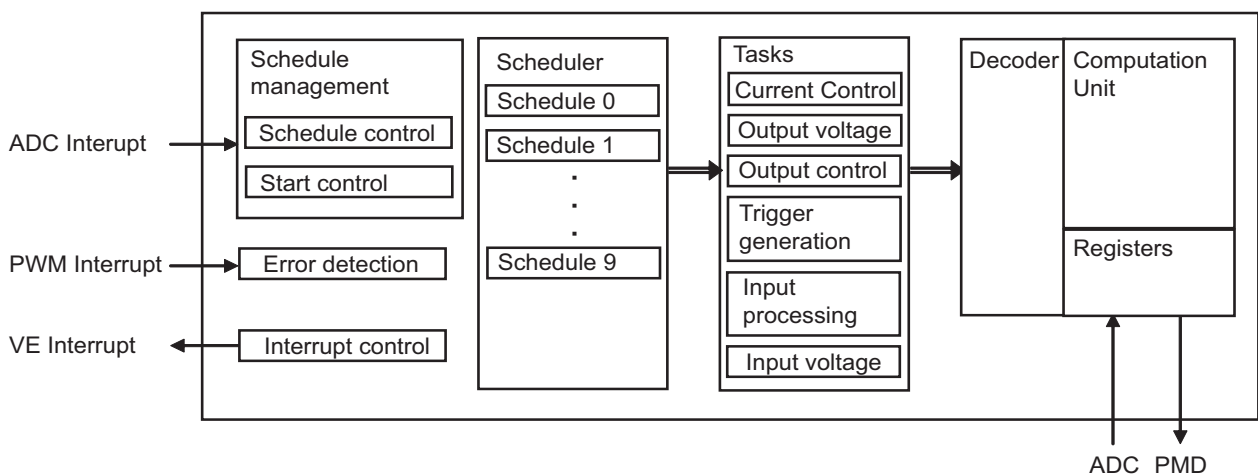 ADC Interupt
PWM Interrupt
VE Interrupt
Schedule
management
Schedule control
Start control
Error detection
Interrupt control
Scheduler
Schedule 0
Schedule 1
.
.
.
Schedule 9
Tasks
Current Control
Output voltage
Output control
Trigger
generation
Input
processing
Input voltage
Decoder
Computation
Unit
Registers
ADC
PMD